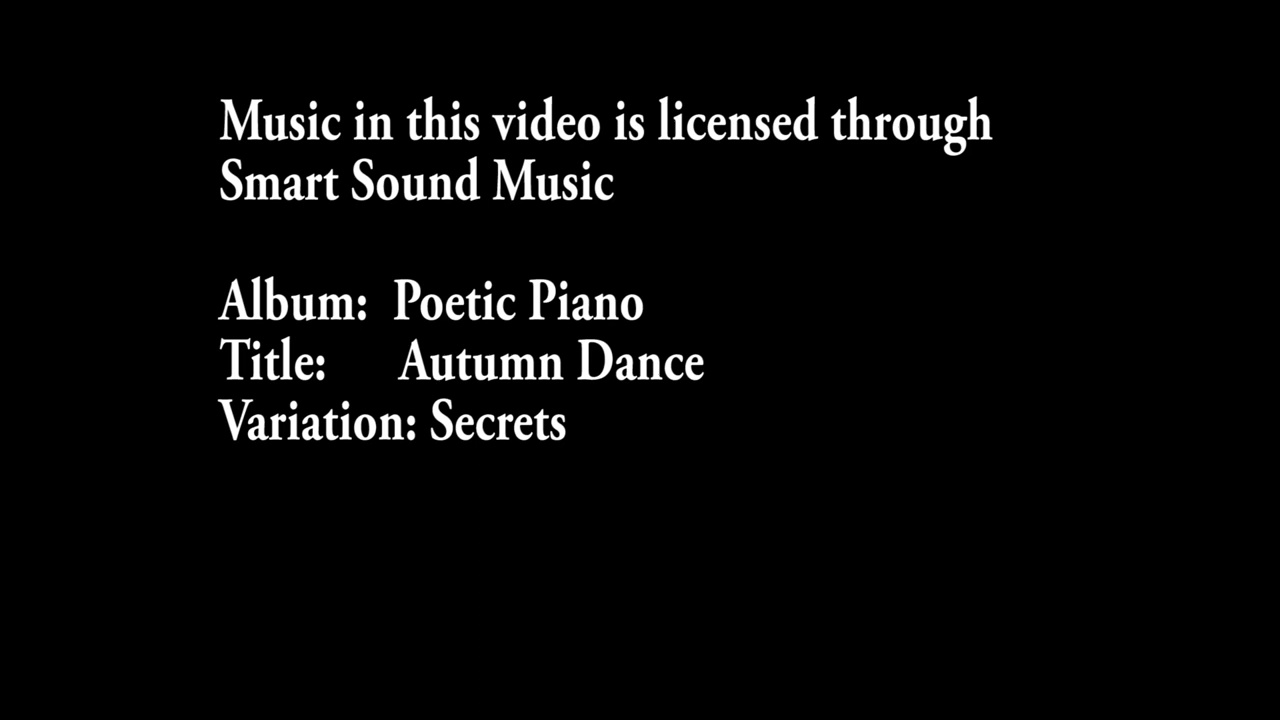 Music in this video is licensed through
Smart Sound Music
Album: Poetic Piano
Title: Autumn Dance
Variation: Secrets